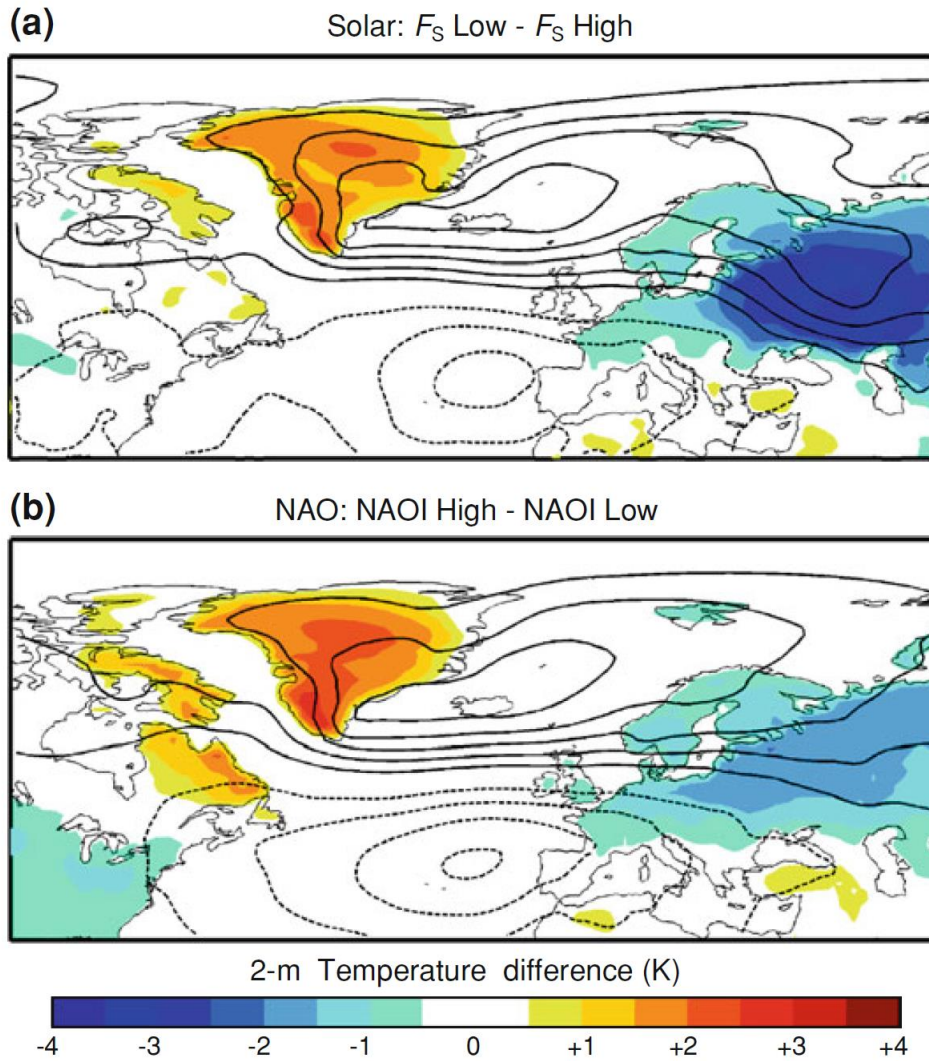 (a)
Solar: FS Low - FS High
(b)
NAO: NAOI High - NAOI Low
2-m Temperature difference (K)
-4 -3 -2 -1 0 +1 +2 +3 +4